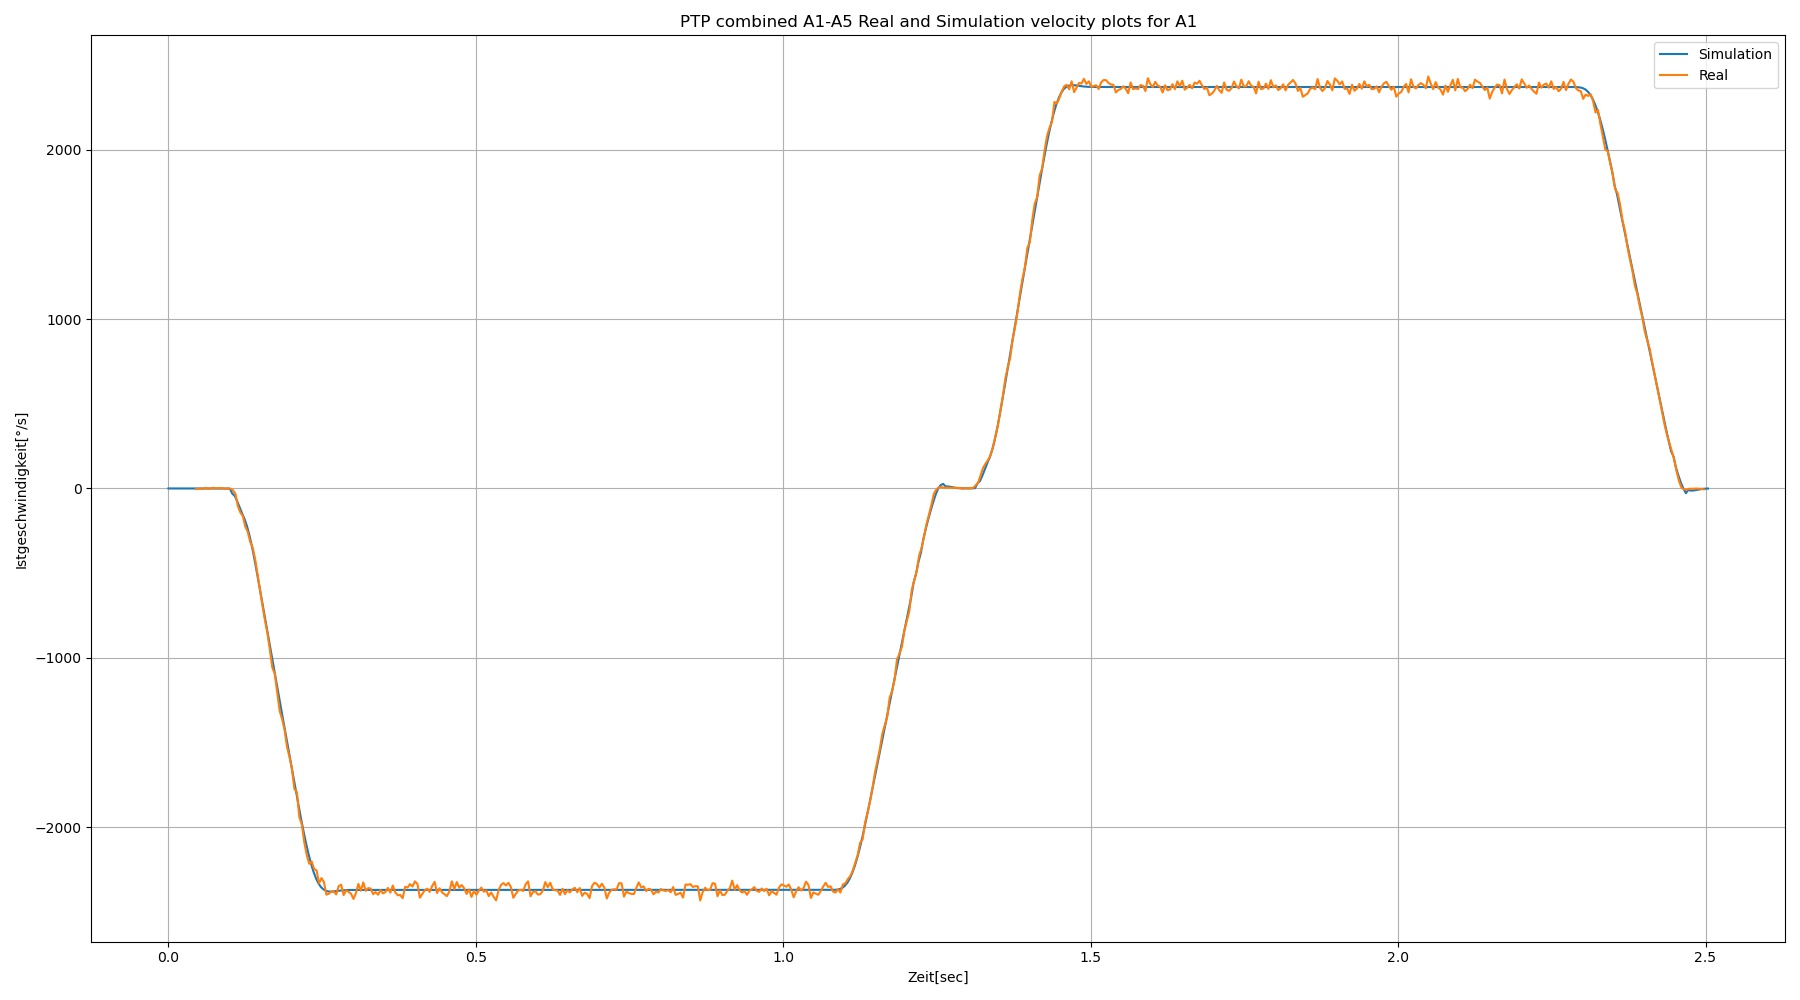 PTP combined A1-A5 Real and Simulation velocity plots for A1
Simulation
Real
2000
1000
0
−1000
−2000
Istgeschwindigkeit[°/s]
0.0
0.5
1.0
1.5
2.0
2.5
Zeit[sec]